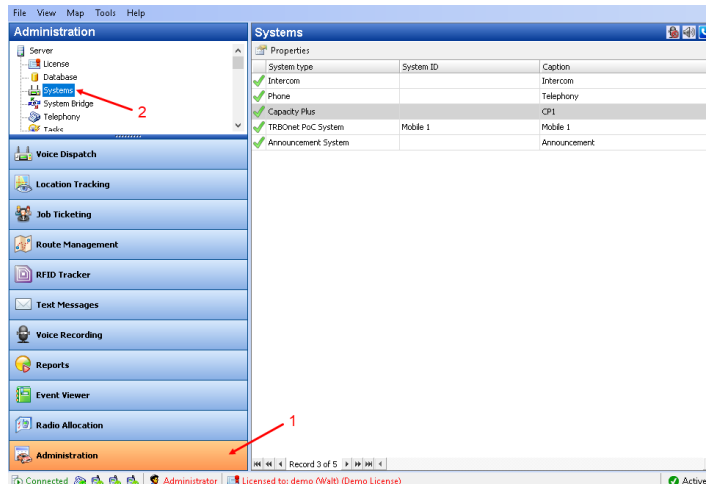 File View Map Tools Help
Administration
Server
License
Database
Systems
System Bridge
Telephony
Tasks
2
Voice Dispatch
Location Tracking
Job Ticketing
Route Management
RFID Tracker
Text Messages
Voice Recording
Reports
Event Viewer
Radio Allocation
Administration
1
Systems
Properties
System type System ID Caption
Intercom Intercom
Phone Telephony
Capacity Plus CP1
TRBOnet PoC System Mobile 1 Mobile 1
Announcement System Announcement
Record 3 of 5
Connected Administrator Licensed to: demo (Walt) (Demo License) Active